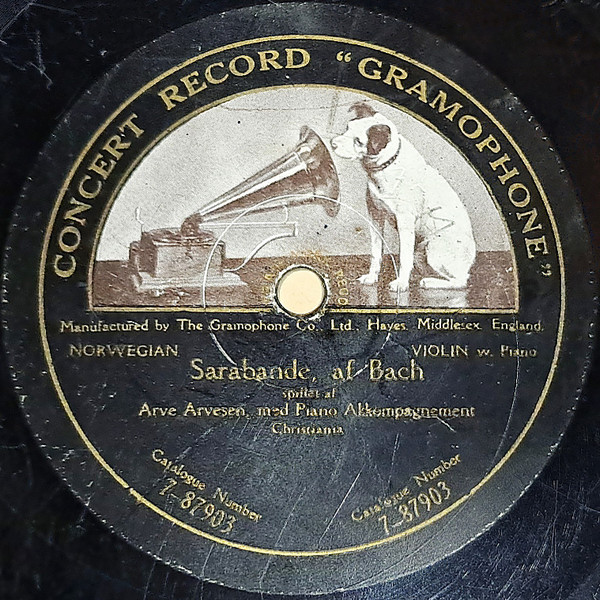 CONCERT RECORD “GRAMOPHONE”
Manufactured by The Gramophone Co., Ltd., Hayes, Middlesex, England.
NORWEGIAN VIOLIN w. Piano
Sarabande, af Bach
spillet af
Arve Arvesen, med Piano Akkompagnement
Christiania
Catalogue Number
7-87903
Catalogue Number
7-87903